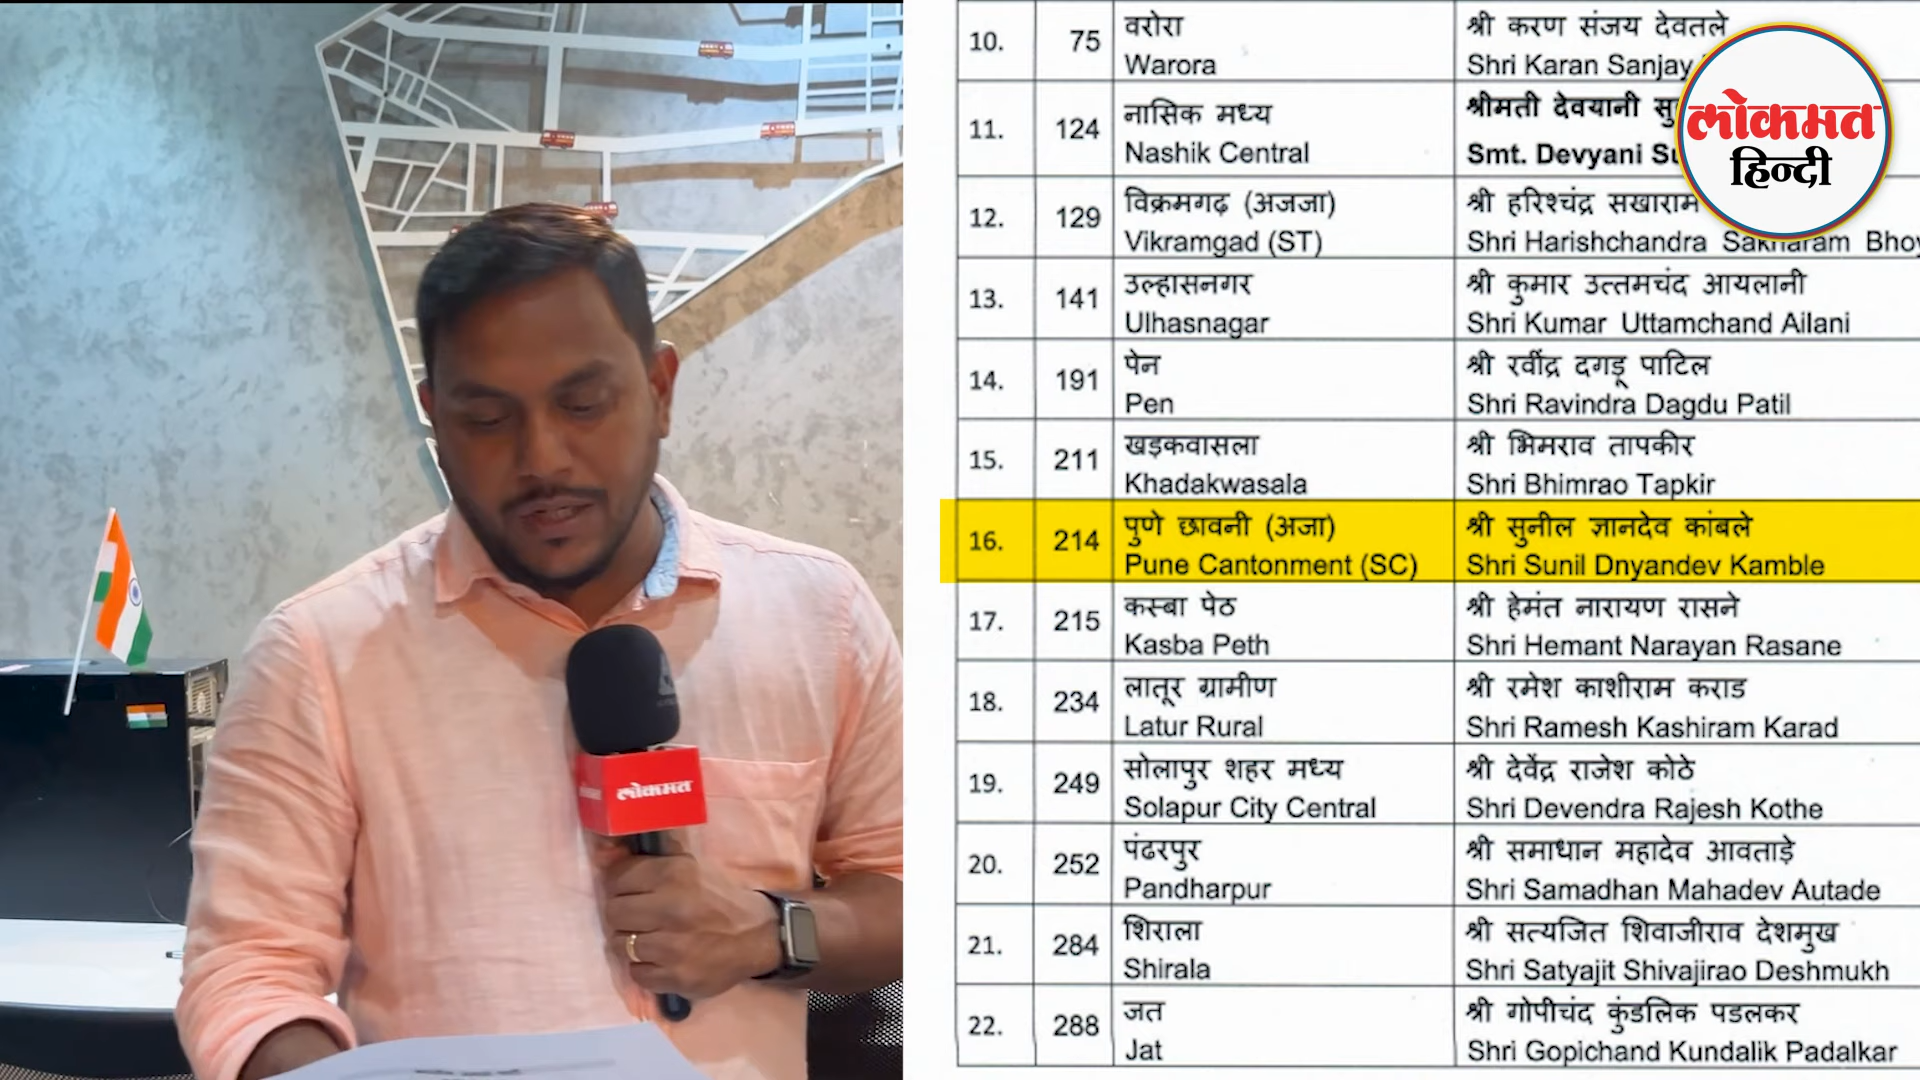 लोकमत
लोकमत
हिन्दी
10. 75 वरोरा श्री करण संजय देवतले
Warora Shri Karan Sanjay
11. 124 नासिक मध्य श्रीमती देवयानी
Nashik Central Smt. Devyani
12. 129 विक्रमगढ़ (अजजा) श्री हरिश्चंद्र सखाराम
Vikramgad (ST) Shri Harishchandra Sakharam
13. 141 उल्हासनगर श्री कुमार उत्तमचंद आयलानी
Ulhasnagar Shri Kumar Uttamchand Ailani
14. 191 पेन श्री रवींद्र दगडू पाटिल
Pen Shri Ravindra Dagdu Patil
15. 211 खड़कवासला श्री भिमराव तापकीर
Khadakwasala Shri Bhimrao Tapkir
16. 214 पुणे छावनी (अजा) श्री सुनील ज्ञानदेव कांबले
Pune Cantonment (SC) Shri Sunil Dnyandev Kamble
17. 215 कस्बा पेठ श्री हेमंत नारायण रासने
Kasba Peth Shri Hemant Narayan Rasane
18. 234 लातूर ग्रामीण श्री रमेश काशीराम कराड
Latur Rural Shri Ramesh Kashiram Karad
19. 249 सोलापुर शहर मध्य श्री देवेंद्र राजेश कोठे
Solapur City Central Shri Devendra Rajesh Kothe
20. 252 पंढरपुर श्री समाधान महादेव आवताड़े
Pandharpur Shri Samadhan Mahadev Autade
21. 284 शिराला श्री सत्यजित शिवाजीराव देशमुख
Shirala Shri Satyajit Shivajirao Deshmukh
22. 288 जत श्री गोपीचंद कुंडलिक पडलकर
Jat Shri Gopichand Kundalik Padalkar